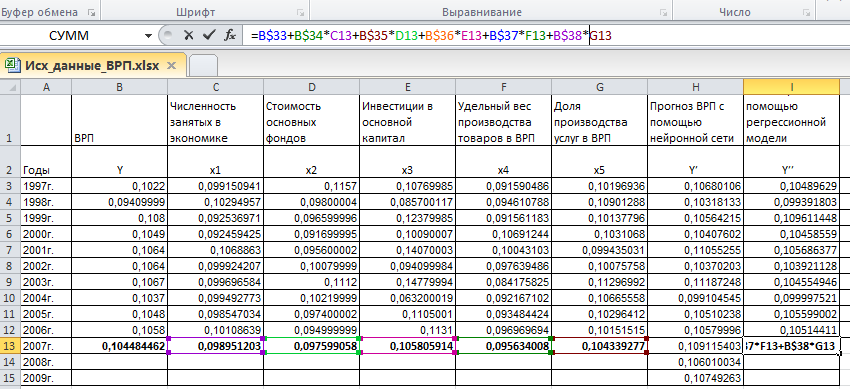 Буфер обмена Шрифт Выравнивание Число
СУММ =B$33+B$34*C13+B$35*D13+B$36*E13+B$37*F13+B$38*G13
Исх_данные_ВРП.xlsx
A B C D E F G H I
1 ВРП Численность занятых в экономике Стоимость основных фондов Инвестиции в основной капитал Удельный вес производства товаров в ВРП Доля производства услуг в ВРП Прогноз ВРП с помощью нейронной сети помощью регрессионной модели
2 Годы Y x1 x2 x3 x4 x5 Y' Y''
3 1997г. 0,1022 0,099150941 0,1157 0,10769985 0,091590486 0,10196936 0,10680106 0,10489629
4 1998г. 0,09409999 0,10294957 0,09800004 0,085700117 0,094610788 0,10901288 0,10318133 0,099391803
5 1999г. 0,108 0,092536971 0,096599996 0,12379985 0,091561183 0,10137796 0,10564215 0,109611448
6 2000г. 0,1049 0,092459425 0,091699995 0,10090007 0,10691244 0,1031068 0,10407602 0,10458559
7 2001г. 0,1064 0,1068863 0,095600002 0,14070003 0,10043103 0,099435031 0,11055255 0,105686377
8 2002г. 0,1064 0,099924207 0,10079999 0,094099984 0,097639486 0,10075758 0,10370203 0,103921128
9 2003г. 0,1067 0,099696584 0,1112 0,14779994 0,084175825 0,11296992 0,11187248 0,104554946
10 2004г. 0,1037 0,099492773 0,10219999 0,063200019 0,092167102 0,10665558 0,099104545 0,099997521
11 2005г. 0,1048 0,098547034 0,097400002 0,1105001 0,093484424 0,10296412 0,10510238 0,105599002
12 2006г. 0,1058 0,10108639 0,094999999 0,1131 0,096969694 0,10151515 0,10579996 0,10514411
13 2007г. 0,104484462 0,098951203 0,097599058 0,105805914 0,095634008 0,104339277 0,109115403 37*F13+B$38*G13
14 2008г. 0,106010034
15 2009г. 0,10749263